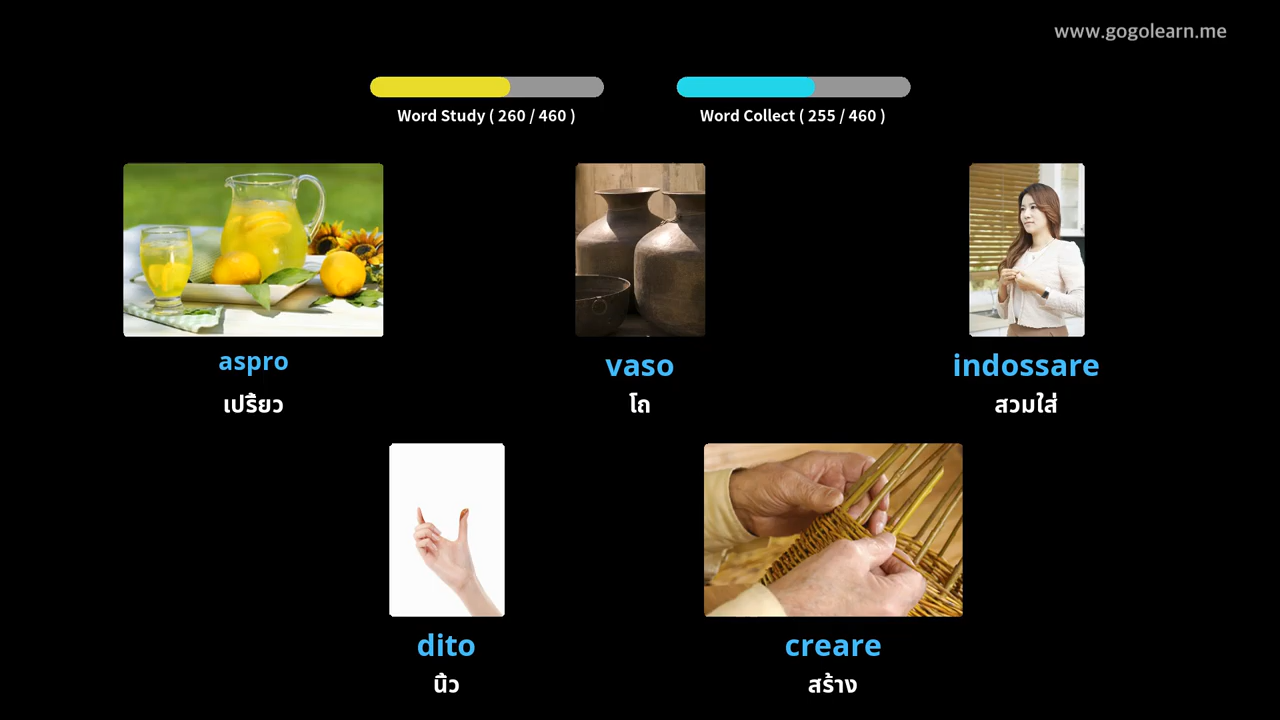 www.gogolearn.me
Word Study ( 260 / 460 )
Word Collect ( 255 / 460 )
aspro
เปรี้ยว
vaso
โถ
indossare
สวมใส่
dito
นิ้ว
creare
สร้าง